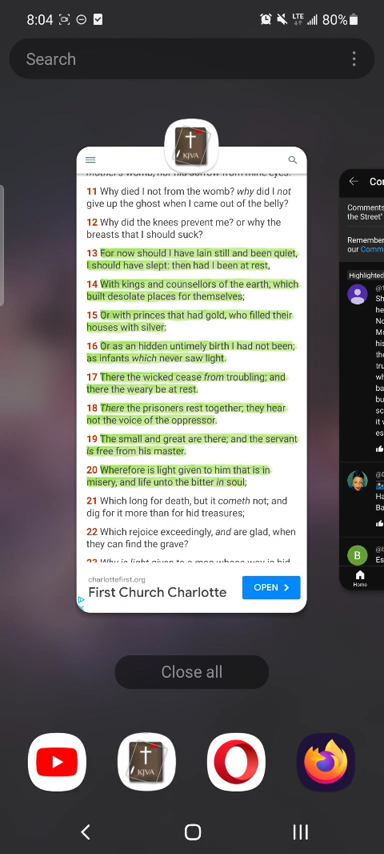 8:04 LTE 80%
Search
KJVA
11 Why died I not from the womb? why did I not
give up the ghost when I came out of the belly?
12 Why did the knees prevent me? or why the
breasts that I should suck?
13 For now should I have lain still and been quiet,
I should have slept: then had I been at rest,
14 With kings and counsellors of the earth, which
built desolate places for themselves;
15 Or with princes that had gold, who filled their
houses with silver:
16 Or as an hidden untimely birth I had not been;
as infants which never saw light.
17 There the wicked cease from troubling; and
there the weary be at rest.
18 There the prisoners rest together; they hear
not the voice of the oppressor.
19 The small and great are there; and the servant
is free from his master.
20 Wherefore is light given to him that is in
misery, and life unto the bitter in soul;
21 Which long for death, but it cometh not; and
dig for it more than for hid treasures;
22 Which rejoice exceedingly, and are glad, when
they can find the grave?
charlottefirst.org
First Church Charlotte
OPEN
Comments
the Street'
Remember
our
Highlighted
B
Home
Close all
KJVA